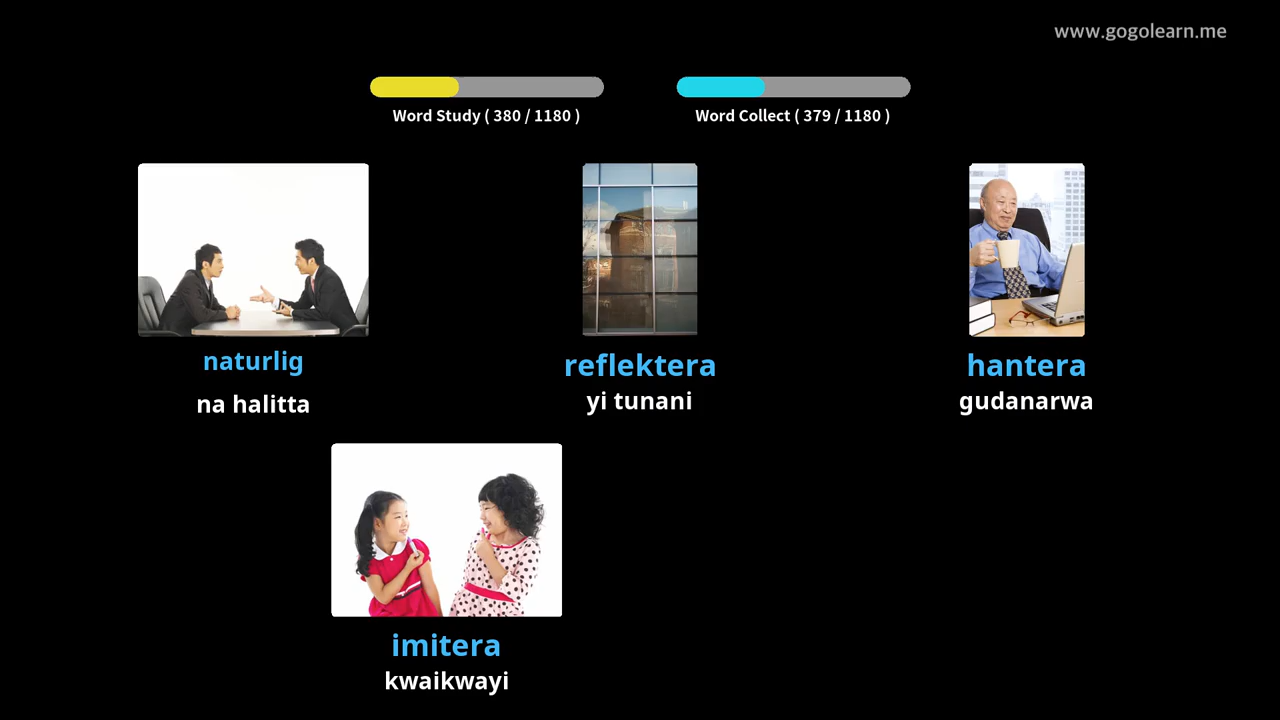 www.gogolearn.me
Word Study ( 380 / 1180 )
Word Collect ( 379 / 1180 )
naturlig
na halitta
reflektera
yi tunani
hantera
gudanarwa
imitera
kwaikwayi